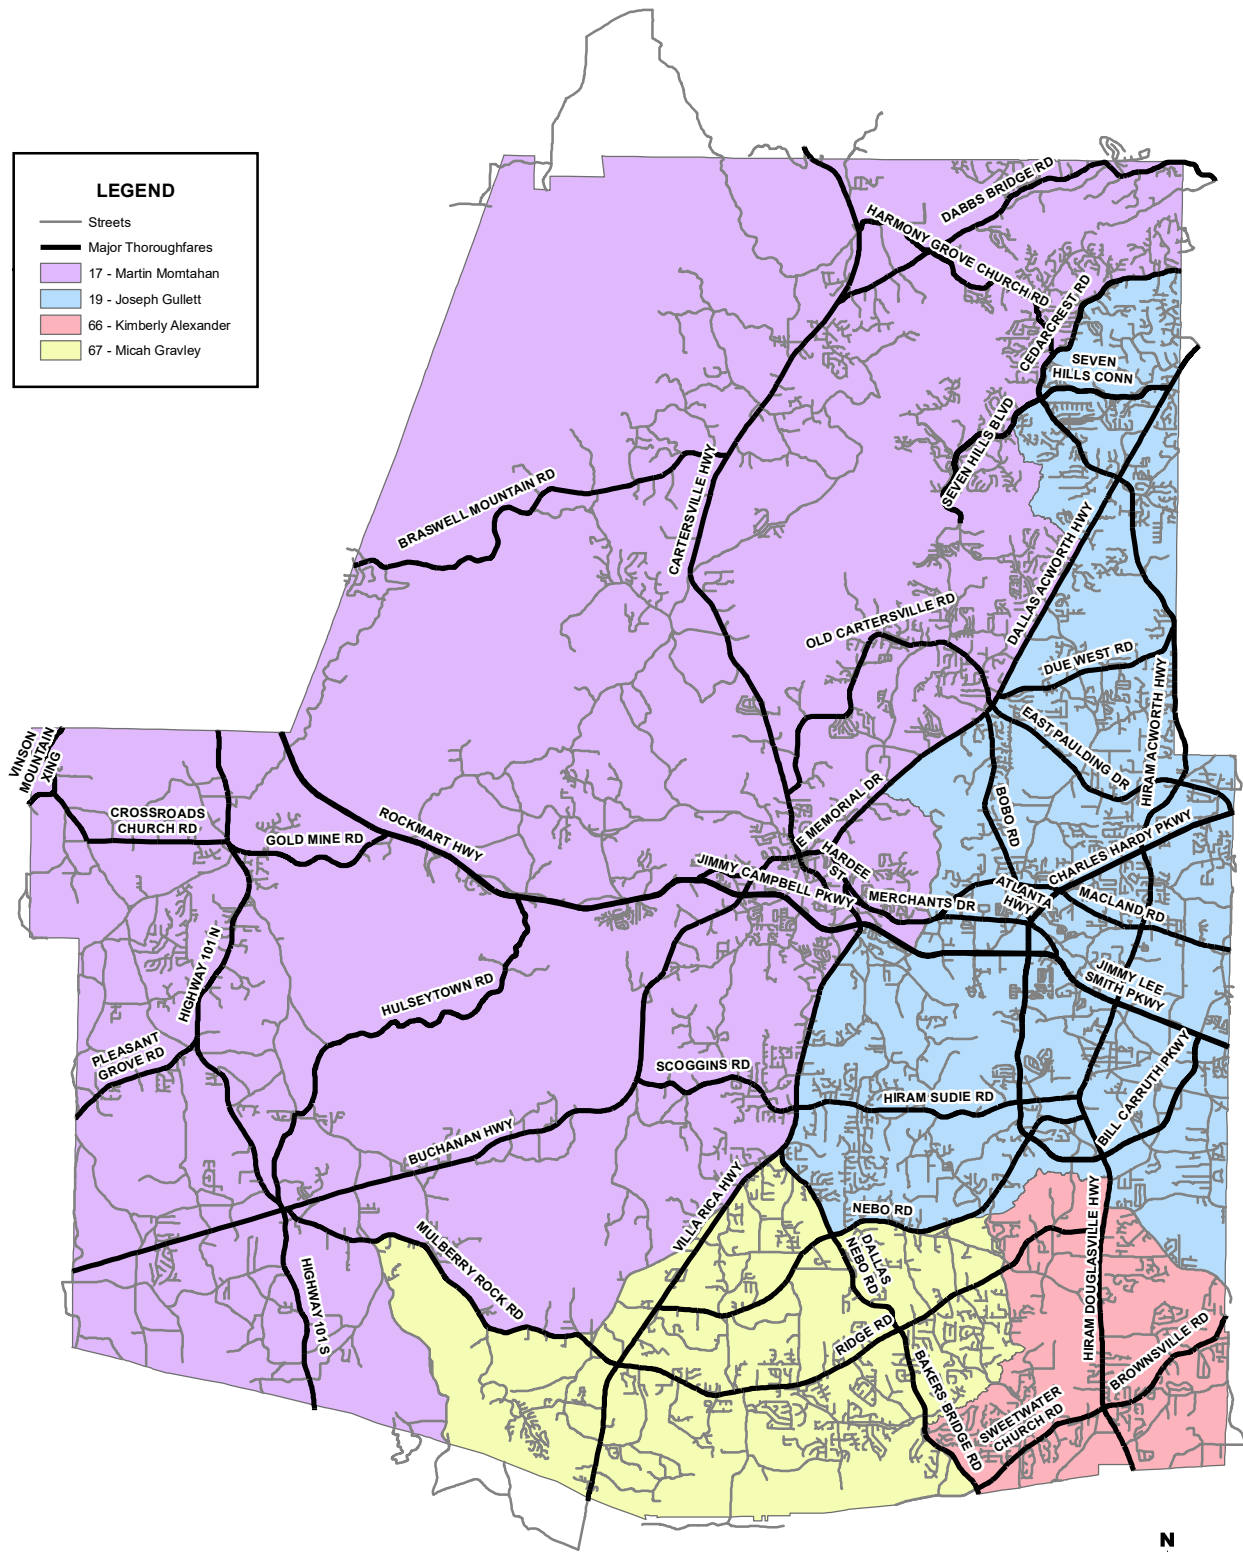 LEGEND
Streets
Major Thoroughfares
17 - Martin Momtahan
19 - Joseph Gullett
66 - Kimberly Alexander
67 - Micah Gravley
DABBS BRIDGE RD
HARMONY GROVE CHURCH RD
CEDARCREST RD
SEVEN
HILLS CONN
SEVEN HILLS BLVD
CARTERSVILLE HWY
BRASWELL MOUNTAIN RD
DALLAS ACWORTH HWY
OLD CARTERSVILLE RD
DUE WEST RD
HIRAM ACWORTH HWY
EAST PAULDING DR
VINSON
MOUNTAIN
XING
CROSSROADS
CHURCH RD
GOLD MINE RD
ROCKMART HWY
E MEMORIAL DR
BOBO RD
HARDEE
ST
CHARLES HARDY PKWY
JIMMY CAMPBELL PKWY
MERCHANTS DR
ATLANTA
HWY
MACLAND RD
HIGHWAY 101 N
HULSEYTOWN RD
JIMMY LEE
SMITH PKWY
PLEASANT
GROVE RD
SCOGGINS RD
HIRAM SUDIE RD
BILL CARRUTH PKWY
BUCHANAN HWY
VILLA RICA HWY
NEBO RD
DALLAS
NEBO RD
HIRAM DOUGLASVILLE HWY
MULBERRY ROCK RD
HIGHWAY 101 S
RIDGE RD
BAKERS BRIDGE RD
BROWNSVILLE RD
SWEETWATER
CHURCH RD
N